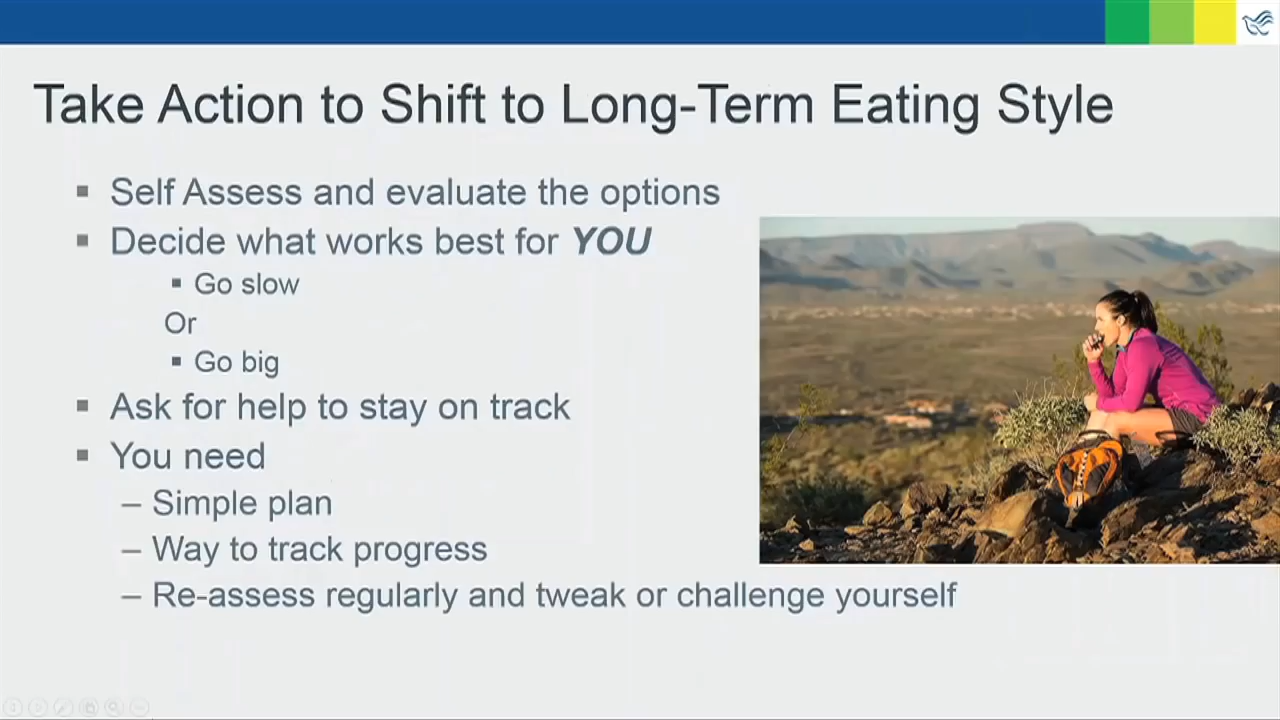 Take Action to Shift to Long-Term Eating Style
▪ Self Assess and evaluate the options
▪ Decide what works best for YOU
▪ Go slow
Or
▪ Go big
▪ Ask for help to stay on track
▪ You need
– Simple plan
– Way to track progress
– Re-assess regularly and tweak or challenge yourself